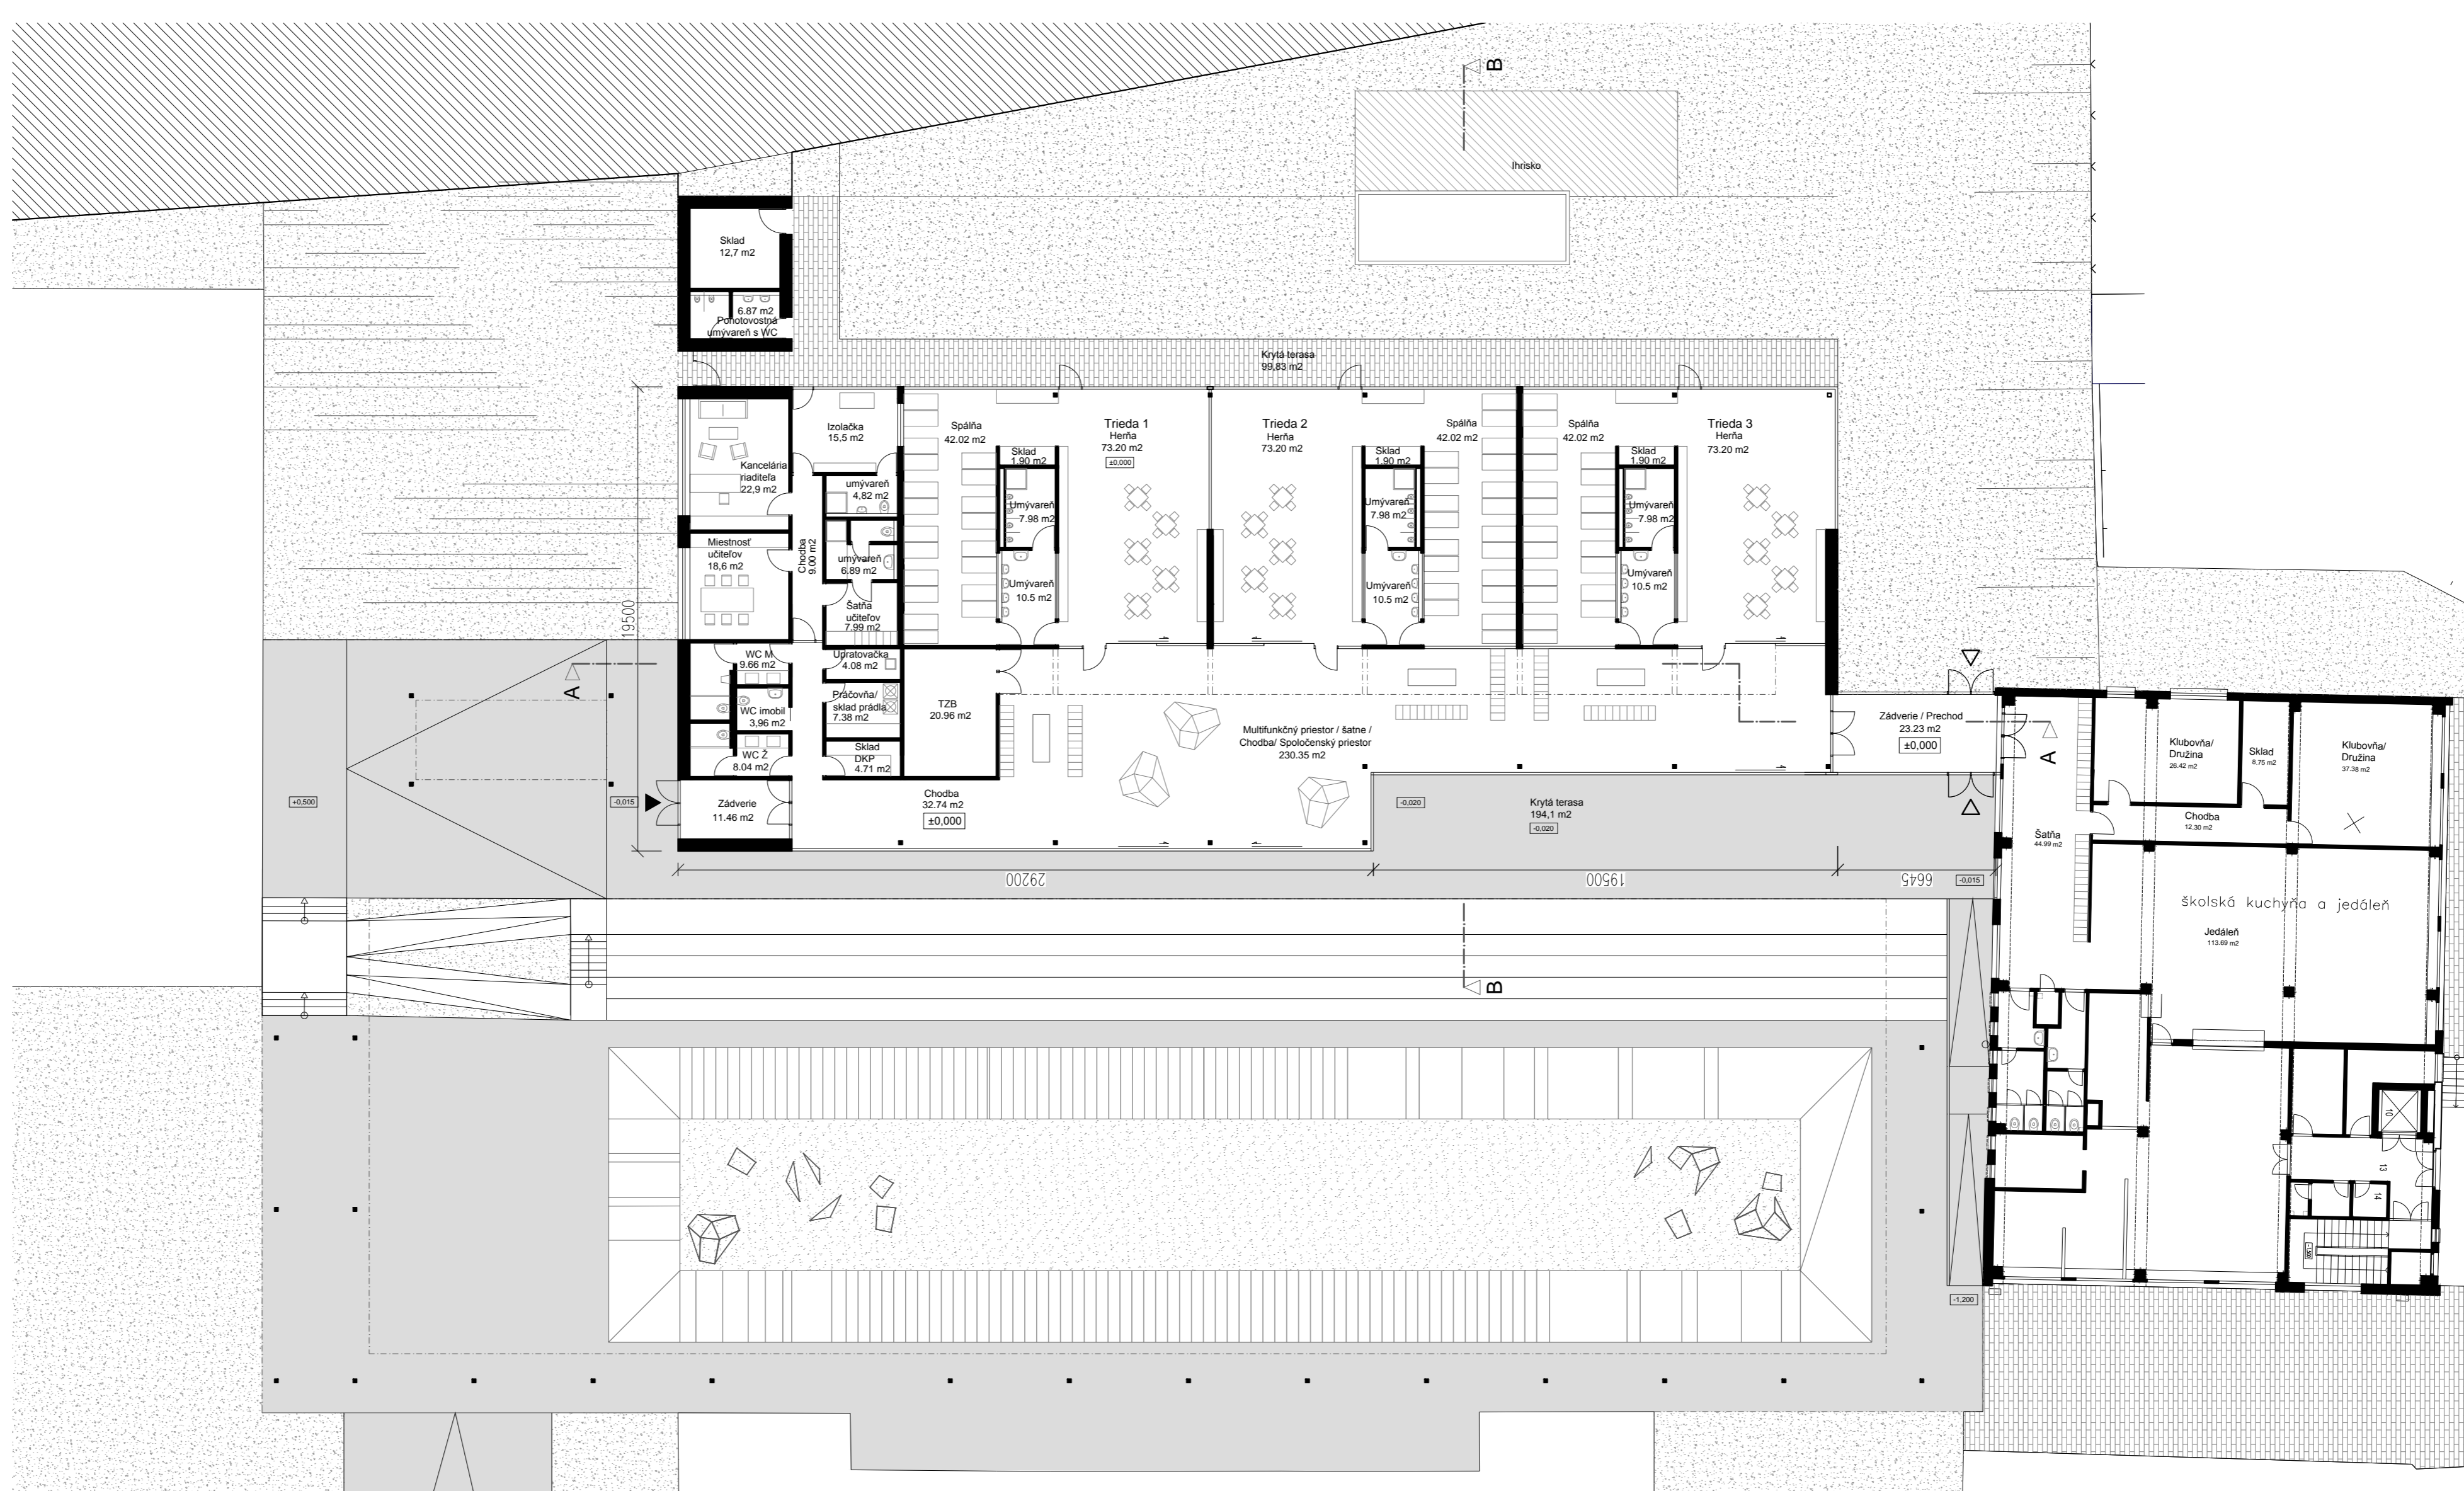 B
Ihrisko
Sklad
12,7 m2
6.87 m2
Pohotovostná
umývareň s WC
Krytá terasa
99,83 m2
Izolačka
15,5 m2
Spálňa
42.02 m2
Trieda 1
Herňa
73.20 m2
±0,000
Trieda 2
Herňa
73.20 m2
Spálňa
42.02 m2
Spálňa
42.02 m2
Trieda 3
Herňa
73.20 m2
Sklad
1.90 m2
Sklad
1.90 m2
Sklad
1.90 m2
Kancelária
riaditeľa
22,9 m2
umývareň
4,82 m2
Umývareň
7.98 m2
Umývareň
7.98 m2
Umývareň
7.98 m2
Miestnosť
učiteľov
18,6 m2
Chodba
9.00 m2
umývareň
6,89 m2
Umývareň
10.5 m2
Umývareň
10.5 m2
Umývareň
10.5 m2
Šatňa
učiteľov
7.99 m2
19500
WC M
9.66 m2
Upratovačka
4.08 m2
A
WC imobil
3,96 m2
Práčovňa/
sklad prádla
7.38 m2
TZB
20.96 m2
Multifunkčný priestor / šatne /
Chodba/ Spoločenský priestor
230.35 m2
Zádverie / Prechod
23.23 m2
±0,000
A
WC Ž
8.04 m2
Sklad
DKP
4.71 m2
Klubovňa/
Družina
26.42 m2
Sklad
8.75 m2
Klubovňa/
Družina
37.38 m2
+0,500
-0,015
Zádverie
11.46 m2
Chodba
32.74 m2
±0,000
-0,020
Krytá terasa
194,1 m2
-0,020
Chodba
12.30 m2
Šatňa
44.99 m2
29200
19500
6645
-0,015
školská kuchyňa a jedáleň
Jedáleň
113.69 m2
B
10
13
14
-1,200